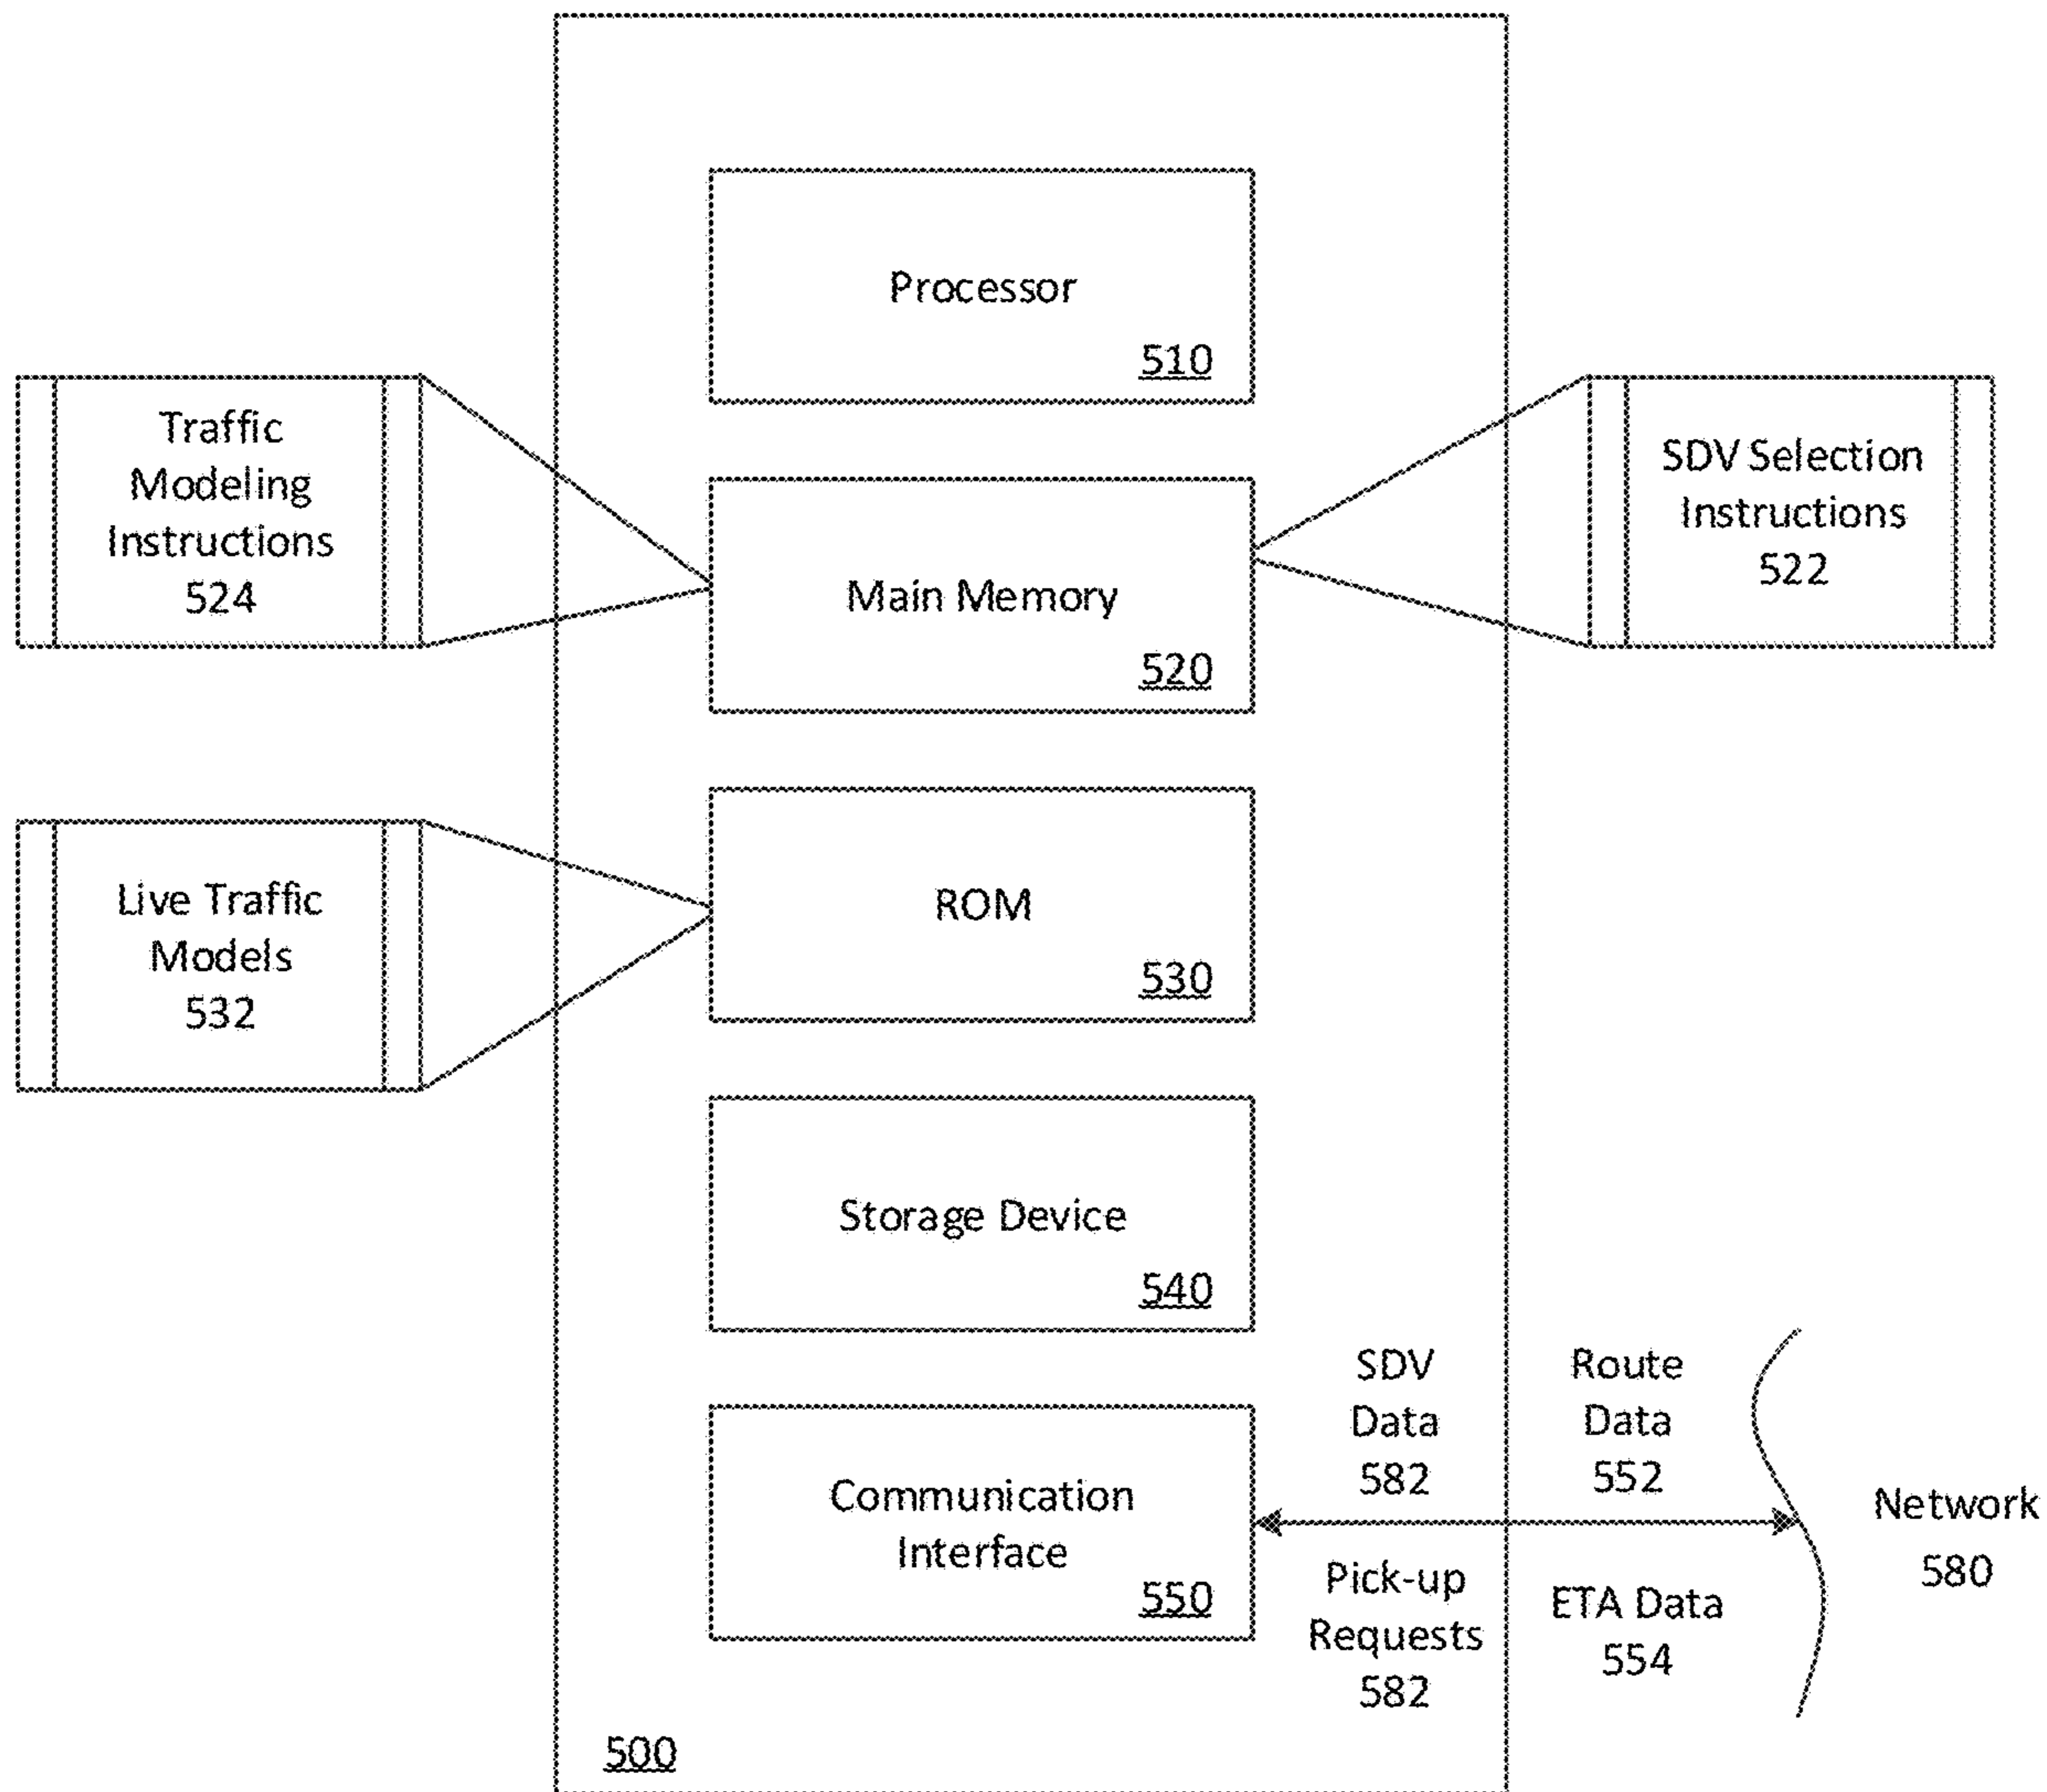 Processor
510
Traffic
Modeling
Instructions
524
SDV Selection
Instructions
522
Main Memory
520
Live Traffic
Models
532
ROM
530
Storage Device
540
SDV
Data
582
Route
Data
552
Communication
Interface
550
Network
580
Pick-up
Requests
582
ETA Data
554
500